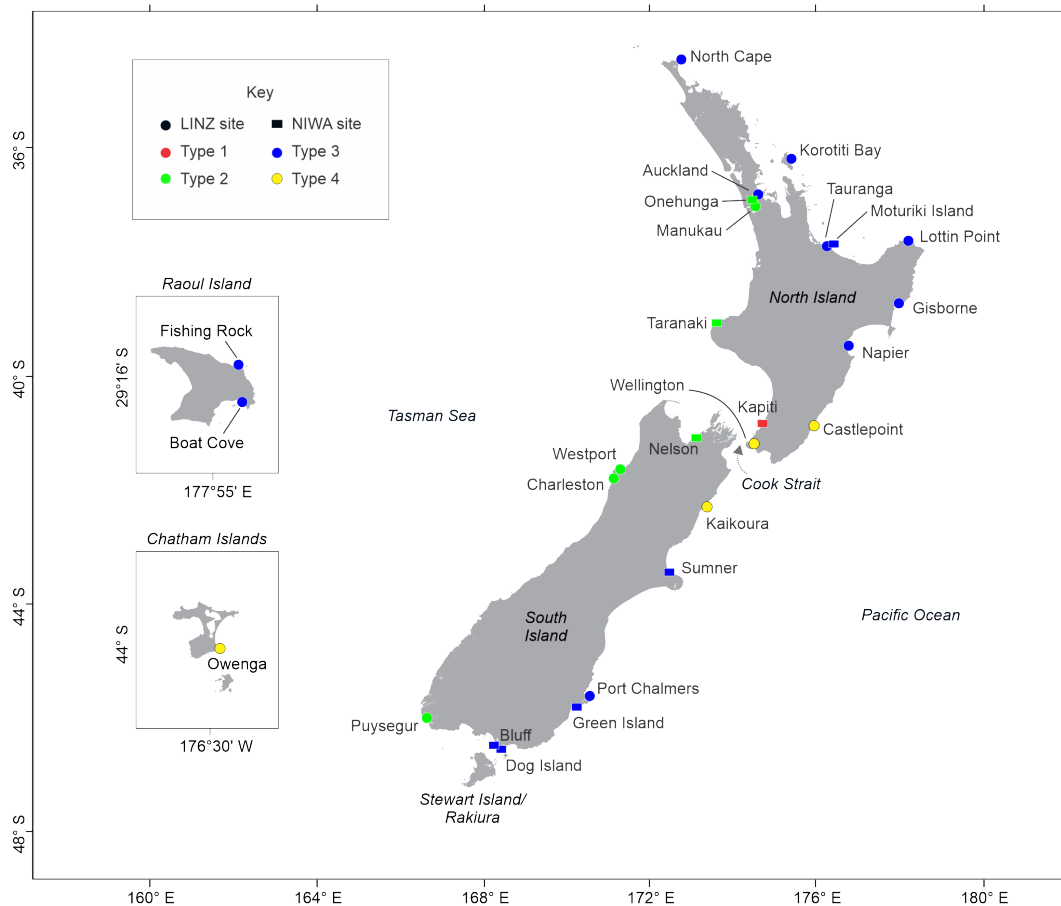 North Cape
Key
LINZ site
NIWA site
Type 1
Type 3
Type 2
Type 4
36° S
Korotiti Bay
Auckland
Onehunga
Manukau
Tauranga
Moturiki Island
Lottin Point
Raoul Island
Fishing Rock
Boat Cove
29°16' S
177°55' E
North Island
Gisborne
Taranaki
Napier
40° S
Wellington
Kapiti
Castlepoint
Tasman Sea
Nelson
Westport
Charleston
Cook Strait
Kaikoura
Chatham Islands
Owenga
44° S
176°30' W
Sumner
44° S
South
Island
Pacific Ocean
Port Chalmers
Green Island
Puysegur
Bluff
Dog Island
Stewart Island/
Rakiura
48° S
160° E
164° E
168° E
172° E
176° E
180° E